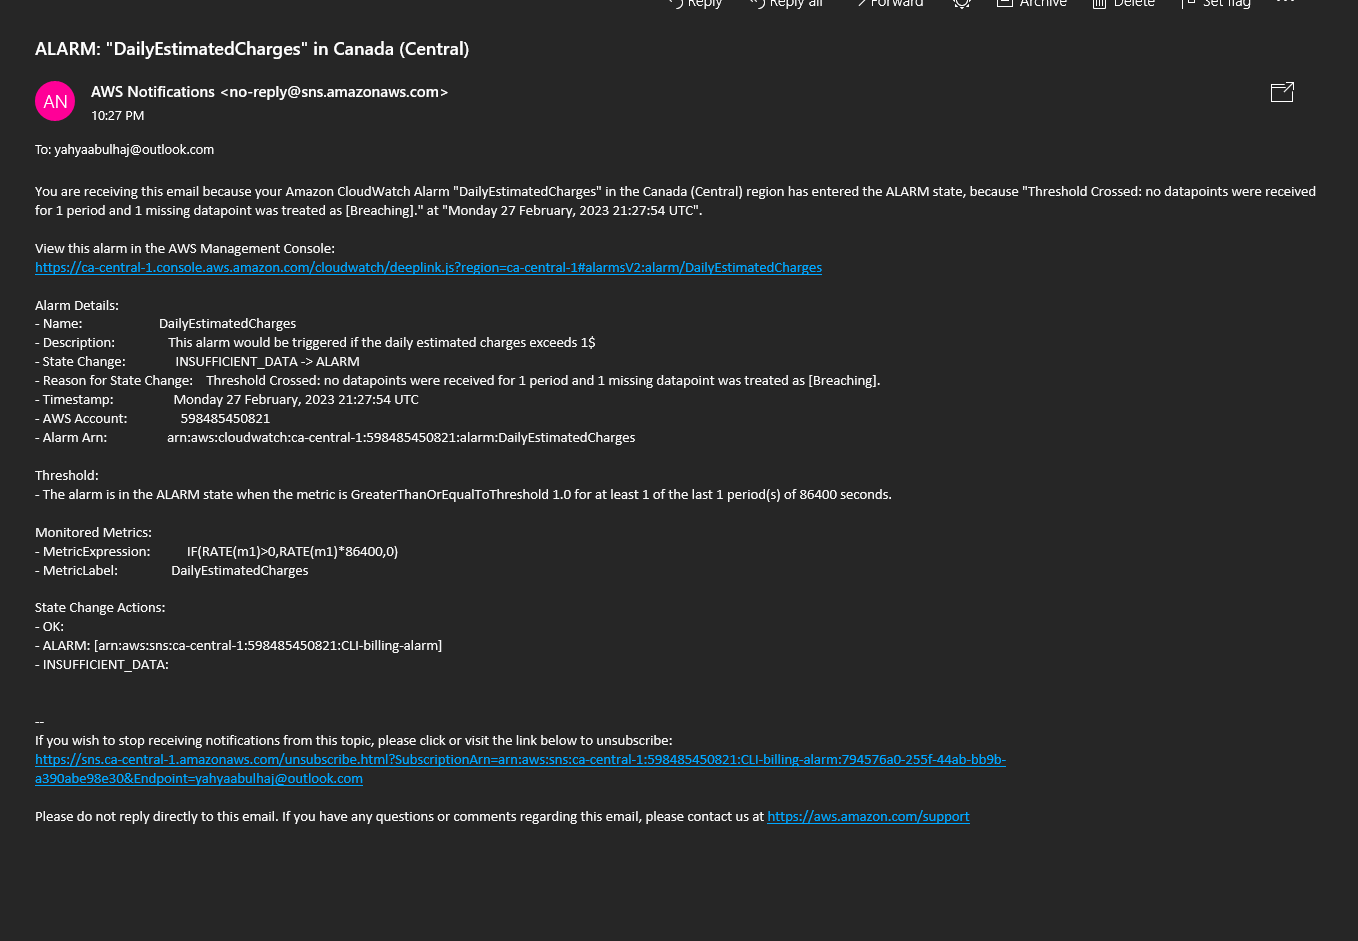 Reply Reply all Forward Archive Delete Set flag
ALARM: "DailyEstimatedCharges" in Canada (Central)
AN
AWS Notifications <no-reply@sns.amazonaws.com>
10:27 PM
To: yahyaabulhaj@outlook.com
You are receiving this email because your Amazon CloudWatch Alarm "DailyEstimatedCharges" in the Canada (Central) region has entered the ALARM state, because "Threshold Crossed: no datapoints were received
for 1 period and 1 missing datapoint was treated as [Breaching]." at "Monday 27 February, 2023 21:27:54 UTC".
View this alarm in the AWS Management Console:
https://ca-central-1.console.aws.amazon.com/cloudwatch/deeplink.js?region=ca-central-1#alarmsV2:alarm/DailyEstimatedCharges
Alarm Details:
- Name: DailyEstimatedCharges
- Description: This alarm would be triggered if the daily estimated charges exceeds 1$
- State Change: INSUFFICIENT_DATA -> ALARM
- Reason for State Change: Threshold Crossed: no datapoints were received for 1 period and 1 missing datapoint was treated as [Breaching].
- Timestamp: Monday 27 February, 2023 21:27:54 UTC
- AWS Account: 598485450821
- Alarm Arn: arn:aws:cloudwatch:ca-central-1:598485450821:alarm:DailyEstimatedCharges
Threshold:
- The alarm is in the ALARM state when the metric is GreaterThanOrEqualToThreshold 1.0 for at least 1 of the last 1 period(s) of 86400 seconds.
Monitored Metrics:
- MetricExpression: IF(RATE(m1)>0,RATE(m1)*86400,0)
- MetricLabel: DailyEstimatedCharges
State Change Actions:
- OK:
- ALARM: [arn:aws:sns:ca-central-1:598485450821:CLI-billing-alarm]
- INSUFFICIENT_DATA:
--
If you wish to stop receiving notifications from this topic, please click or visit the link below to unsubscribe:
https://sns.ca-central-1.amazonaws.com/unsubscribe.html?SubscriptionArn=arn:aws:sns:ca-central-1:598485450821:CLI-billing-alarm:794576a0-255f-44ab-bb9b-
a390abe98e30&Endpoint=yahyaabulhaj@outlook.com
Please do not reply directly to this email. If you have any questions or comments regarding this email, please contact us at https://aws.amazon.com/support